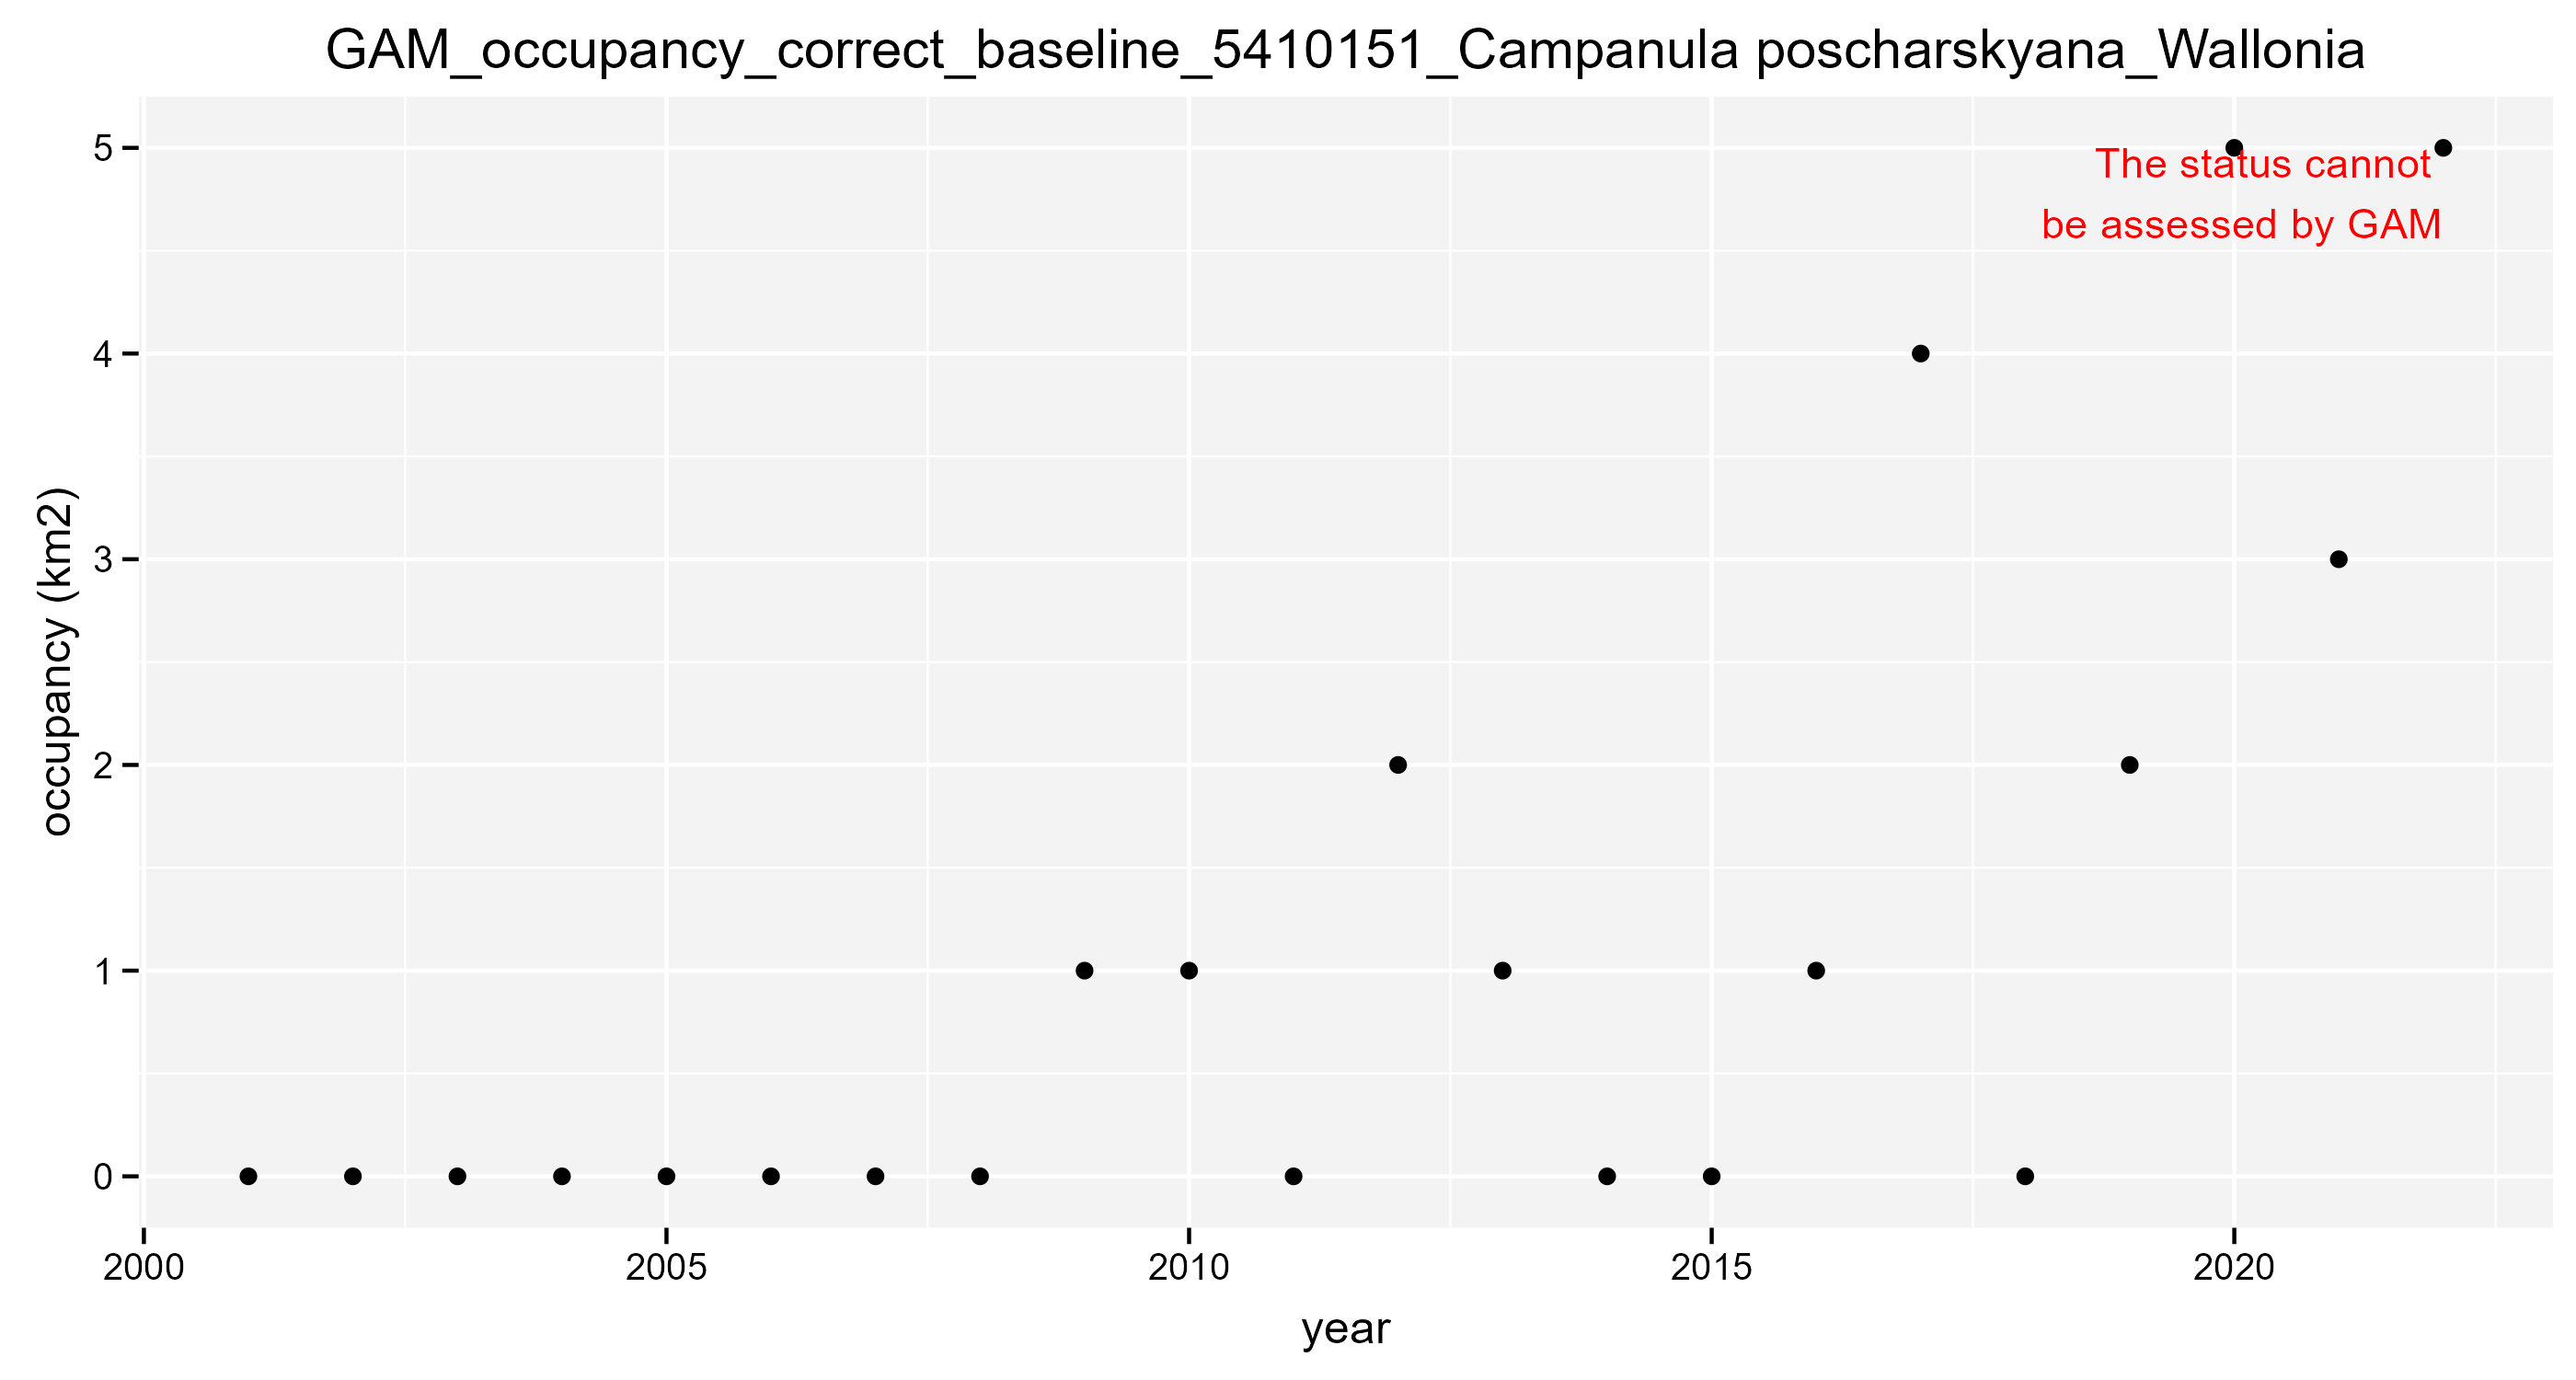 GAM_occupancy_correct_baseline_5410151_Campanula poscharskyana_Wallonia
5
The status cannot
be assessed by GAM
4
3
2
1
0
occupancy (km2)
2000 2005 2010 2015 2020
year